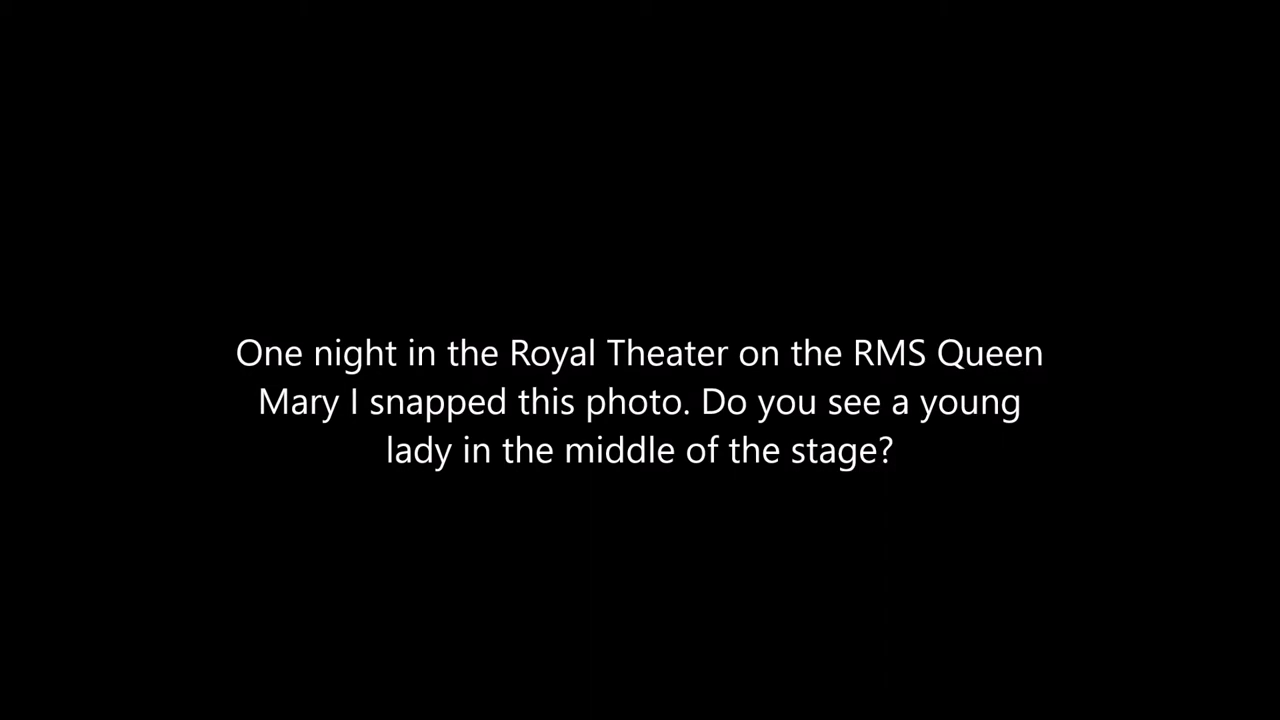 One night in the Royal Theater on the RMS Queen
Mary I snapped this photo. Do you see a young
lady in the middle of the stage?